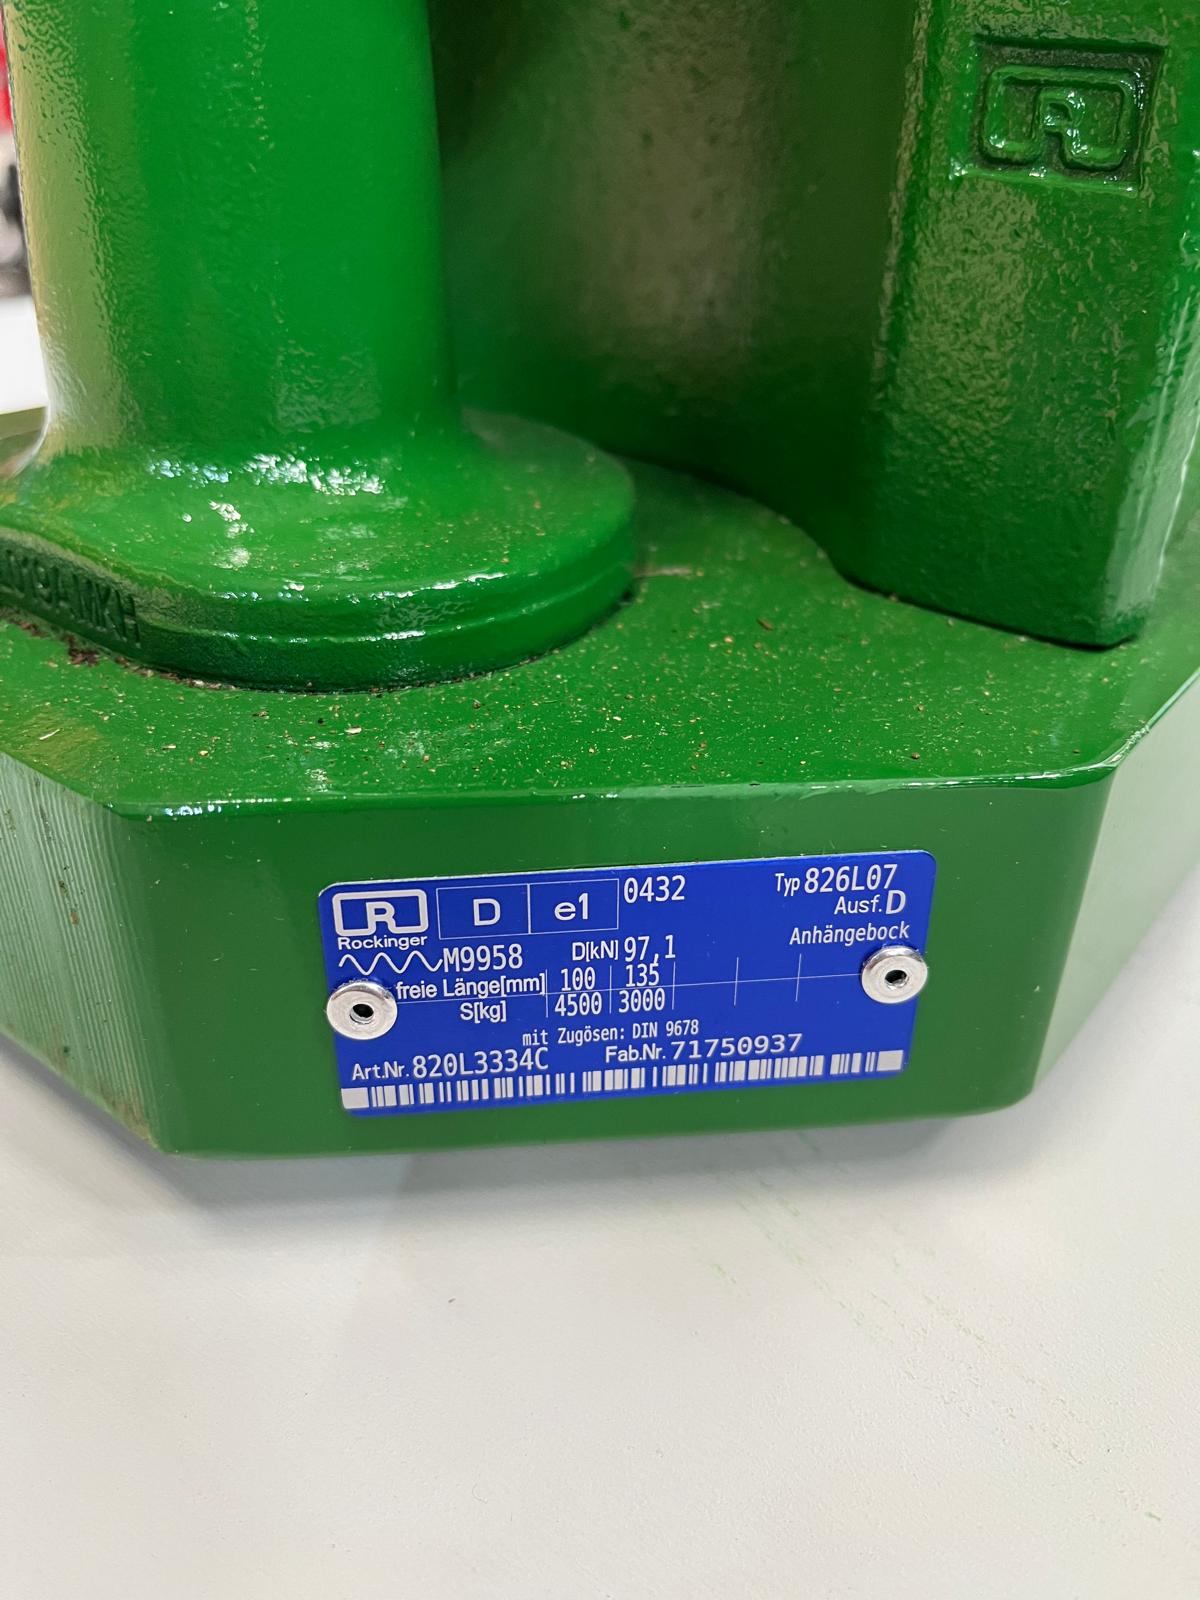 R
R
Rockinger
D
e1
0432
Typ 826L07
Ausf. D
Anhängebock
M9958
D[kN] 97,1
freie Länge[mm] 100 135
S[kg] 4500 3000
mit Zugösen: DIN 9678
Art.Nr. 820L3334C
Fab.Nr. 71750937